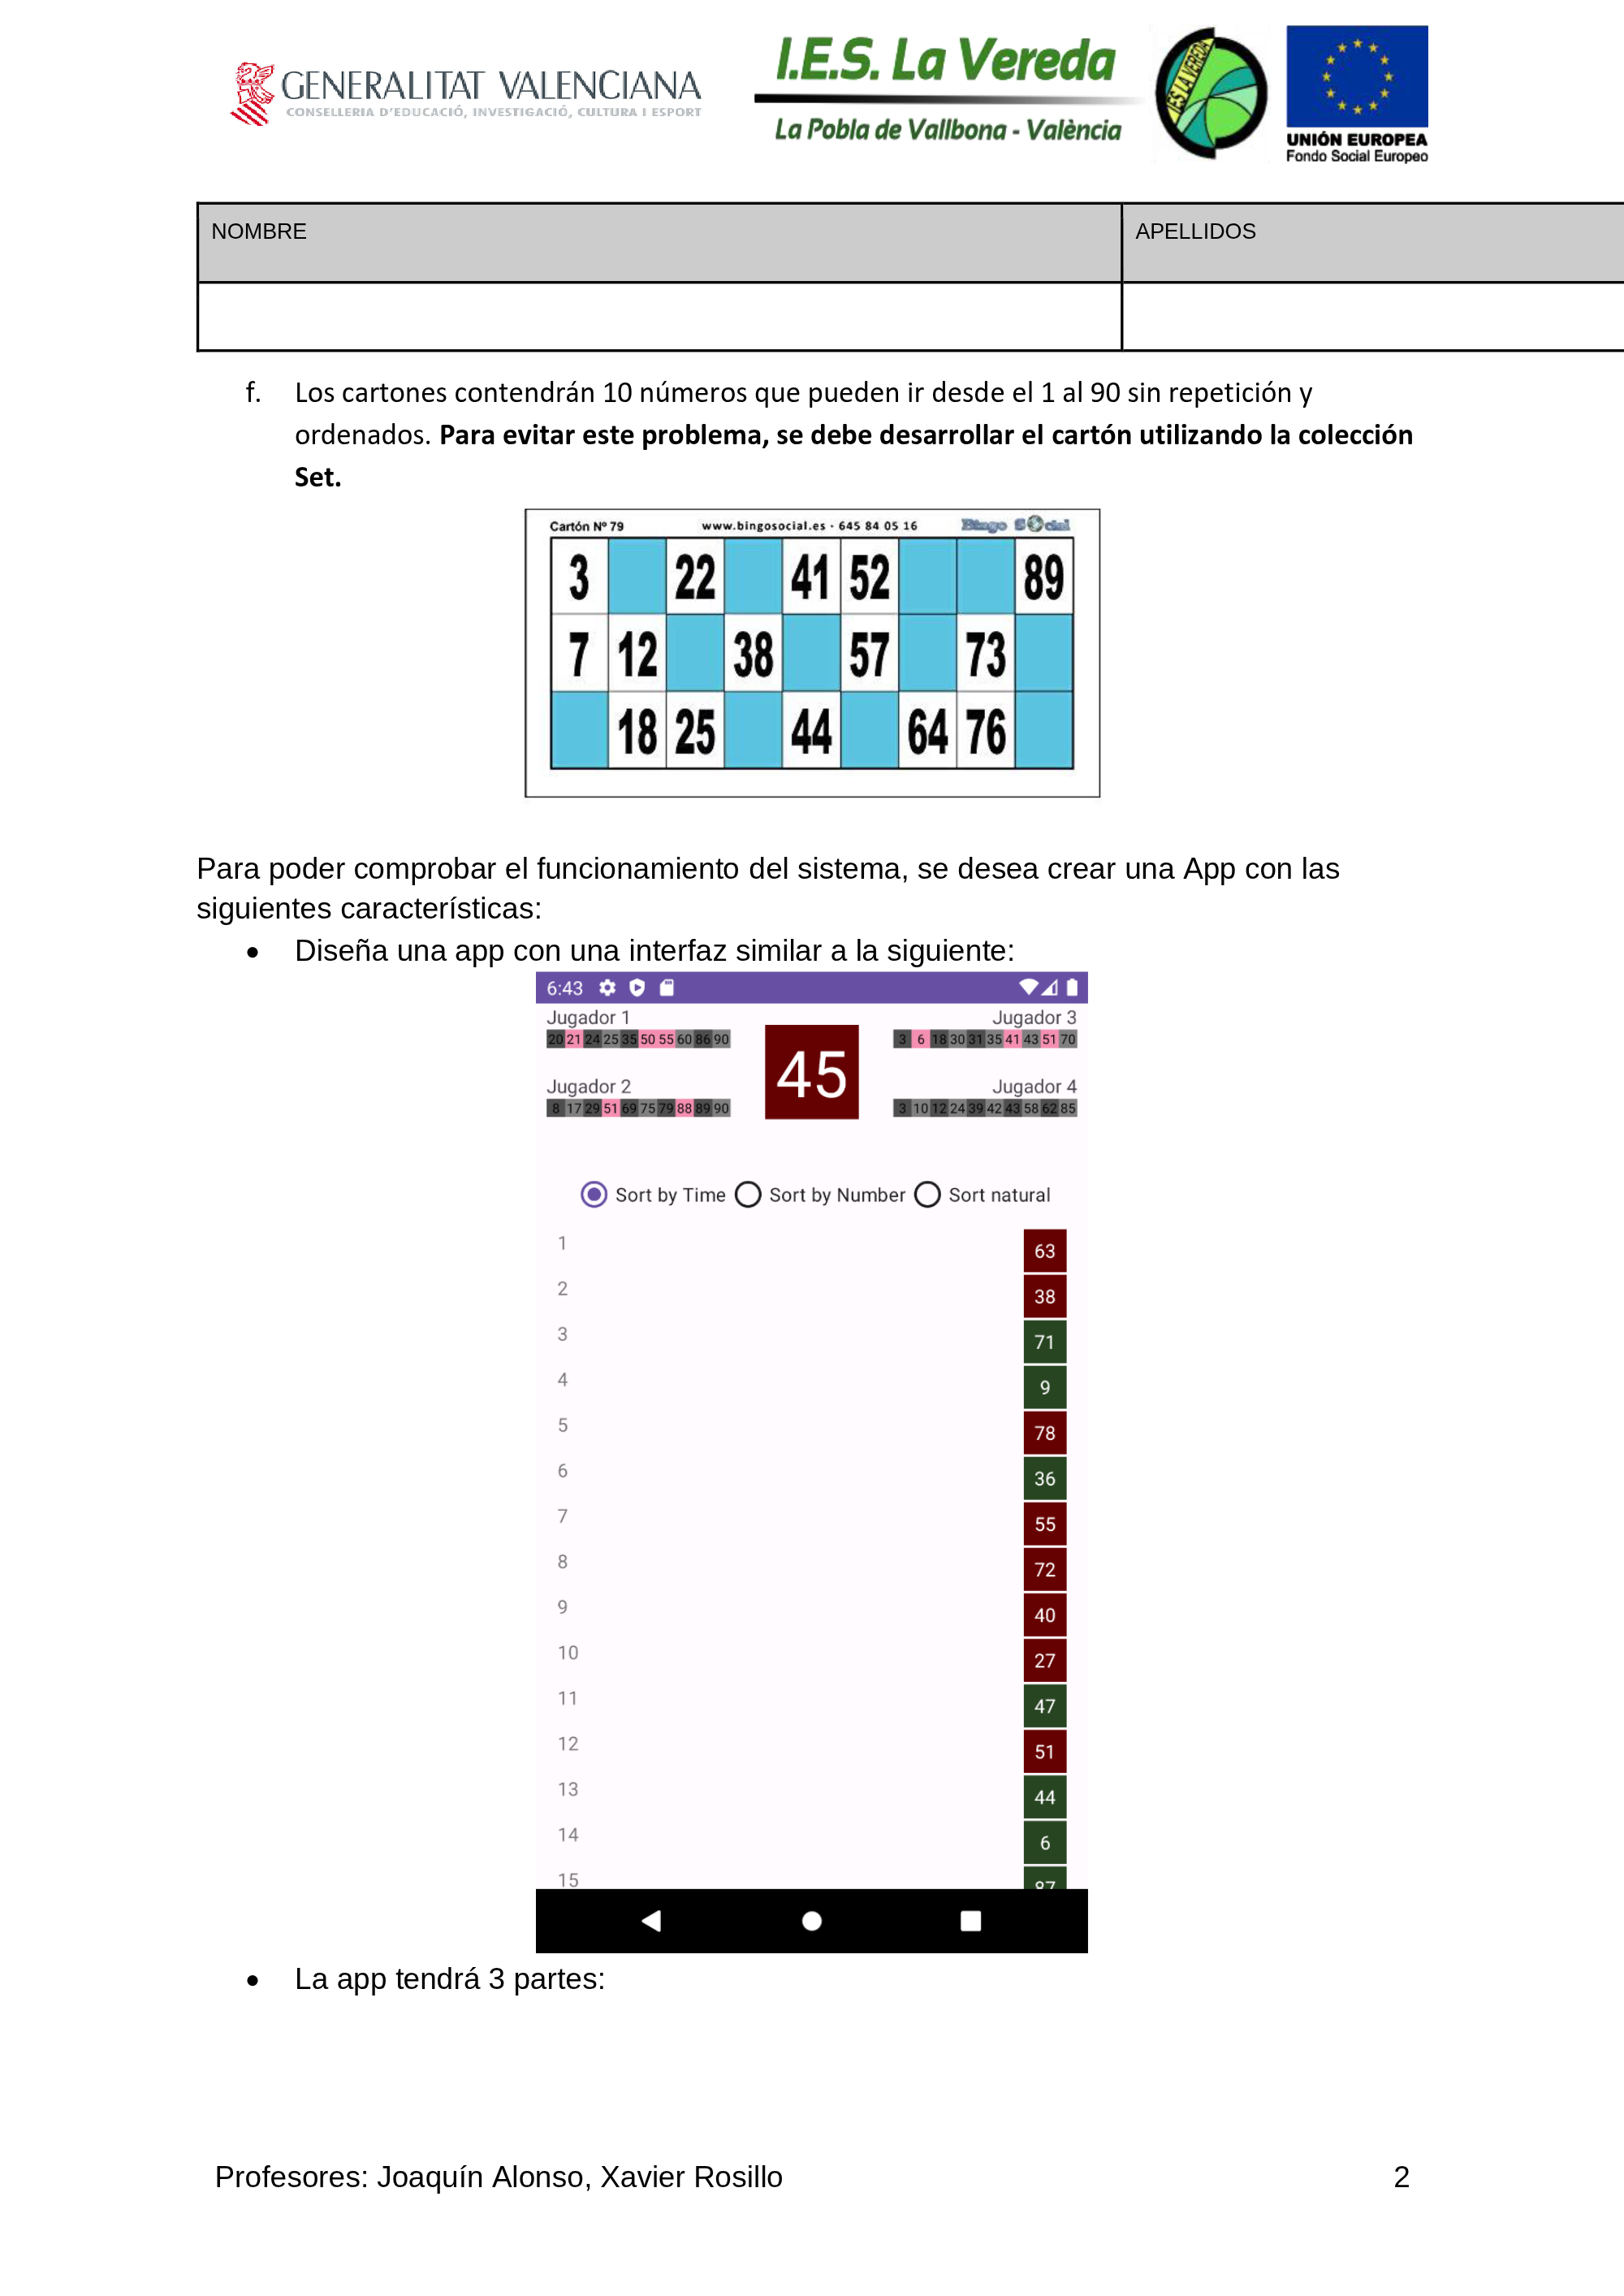 GENERALITAT VALENCIANA
CONSELLERIA D'EDUCACIÓ, INVESTIGACIÓ, CULTURA I ESPORT
I.E.S. La Vereda
La Pobla de Vallbona - València
IES LA VEREDA
UNIÓN EUROPEA
Fondo Social Europeo
NOMBRE APELLIDOS
f. Los cartones contendrán 10 números que pueden ir desde el 1 al 90 sin repetición y
ordenados. Para evitar este problema, se debe desarrollar el cartón utilizando la colección
Set.
Cartón Nº 79 www.bingosocial.es · 645 84 05 16 Bingo Social
3 22 41 52 89
7 12 38 57 73
18 25 44 64 76
Para poder comprobar el funcionamiento del sistema, se desea crear una App con las
siguientes características:
• Diseña una app con una interfaz similar a la siguiente:
6:43
Jugador 1
20 21 24 25 35 50 55 60 86 90
Jugador 2
8 17 29 51 69 75 79 88 89 90
45
Jugador 3
3 6 18 30 31 35 41 43 51 70
Jugador 4
3 10 12 24 39 42 43 58 62 85
Sort by Time Sort by Number Sort natural
1 63
2 38
3 71
4 9
5 78
6 36
7 55
8 72
9 40
10 27
11 47
12 51
13 44
14 6
15 87
• La app tendrá 3 partes:
Profesores: Joaquín Alonso, Xavier Rosillo 2